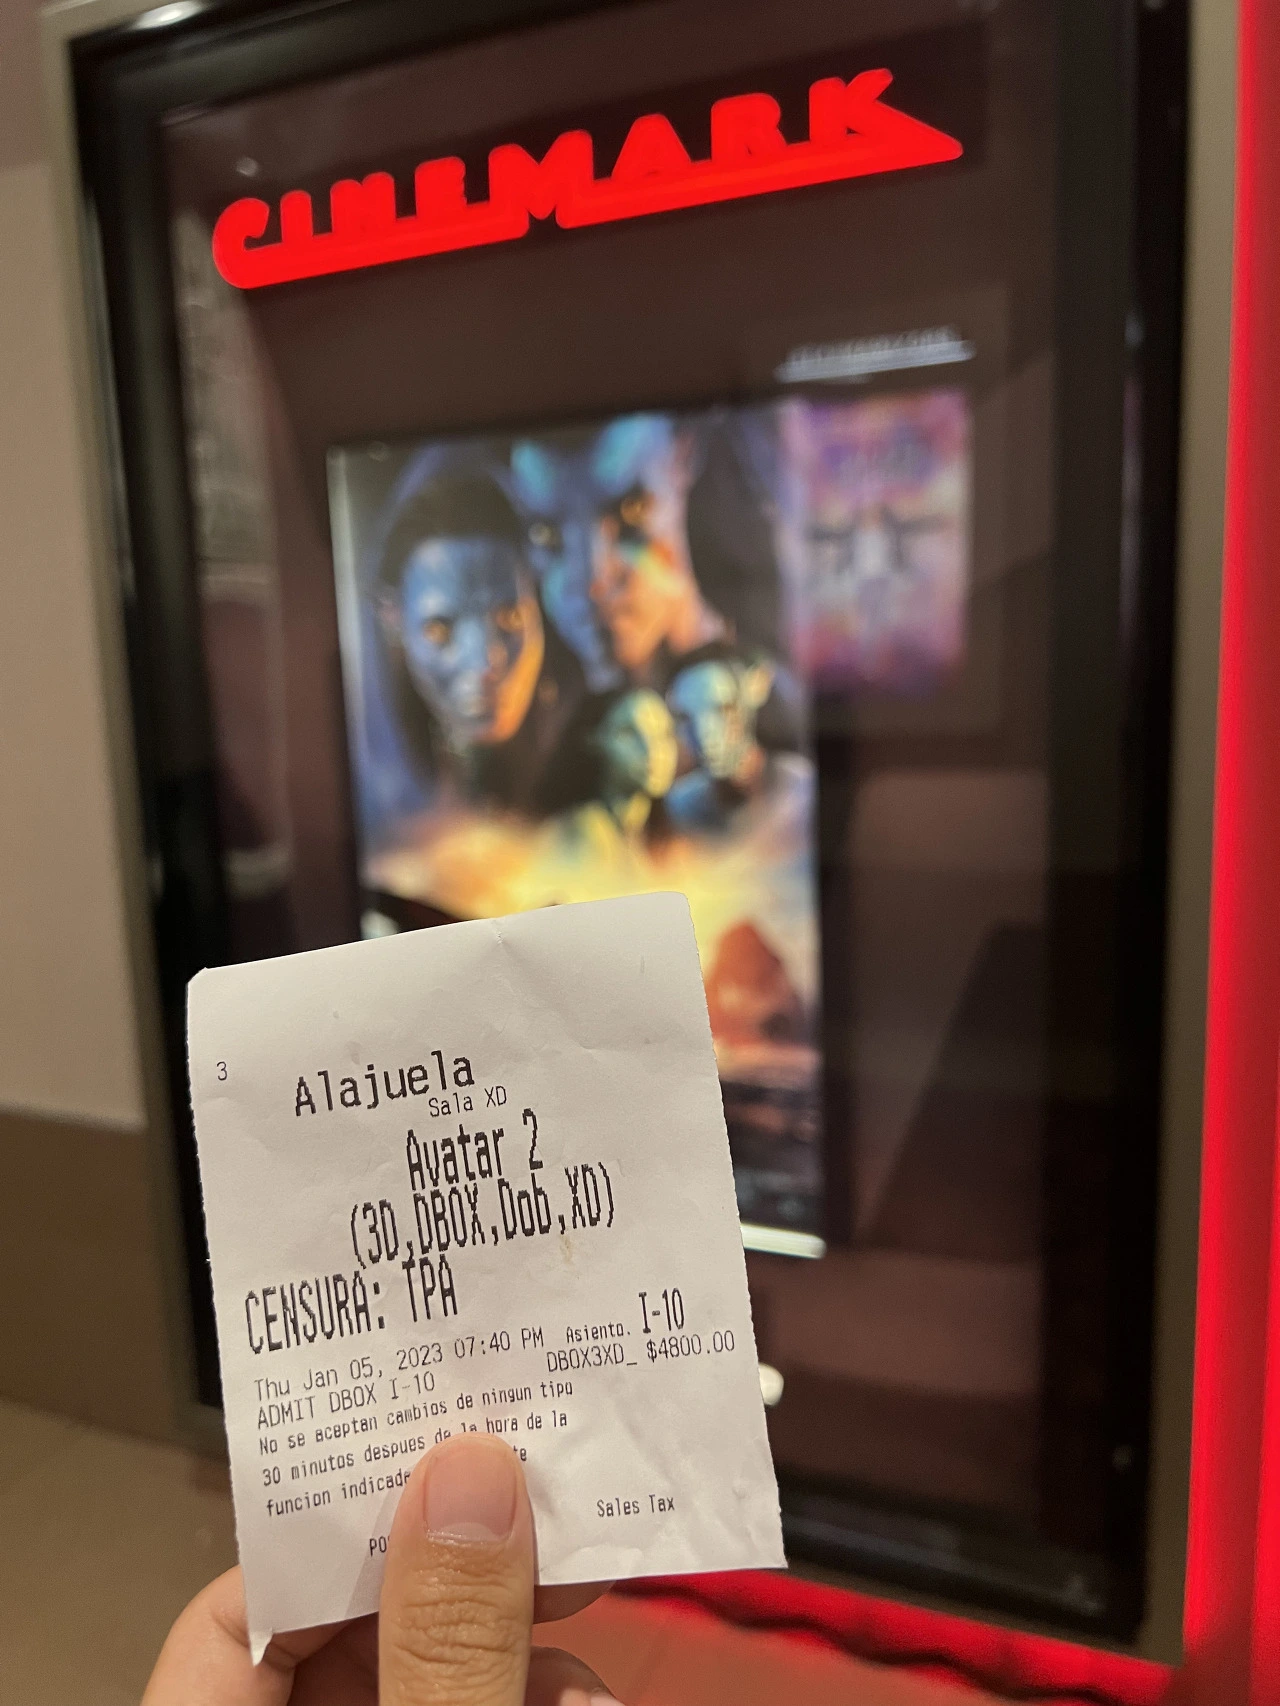 CINEMARK
3
Alajuela
Sala XD
Avatar 2
(3D,DBOX,Dob,XD)
CENSURA: TPA
Thu Jan 05, 2023 07:40 PM Asiento. I-10
ADMIT DBOX I-10 DBOX3XD_ $4800.00
No se aceptan cambios de ningun tipo
30 minutos despues de la hora de la
funcion
Sales Tax